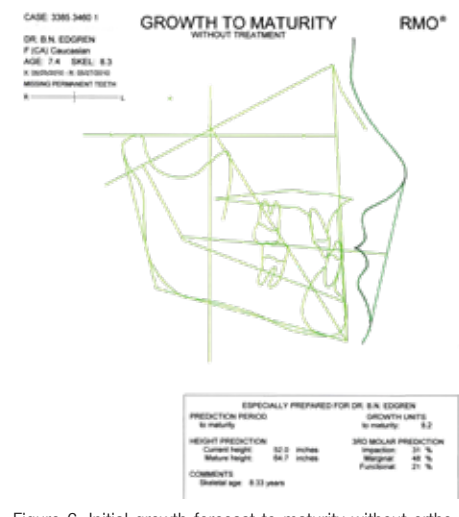 CASE: 3385.3460 1
GROWTH TO MATURITY
WITHOUT TREATMENT
RMO®
DR. B.N. EDGREN
F (CA) Caucasian
AGE: 7.4 SKEL: 8.3
MISSING PERMANENT TEETH
R L
ESPECIALLY PREPARED FOR DR. B.N. EDGREN
PREDICTION PERIOD
to maturity
GROWTH UNITS
to maturity: 8.2
HEIGHT PREDICTION
Current height: 52.0 inches
Mature height: 64.7 inches
3RD MOLAR PREDICTION
Impaction: 31 %
Marginal: 48 %
Functional: 21 %
COMMENTS
Skeletal age: 8.33 years
Initial growth forecast to maturity without